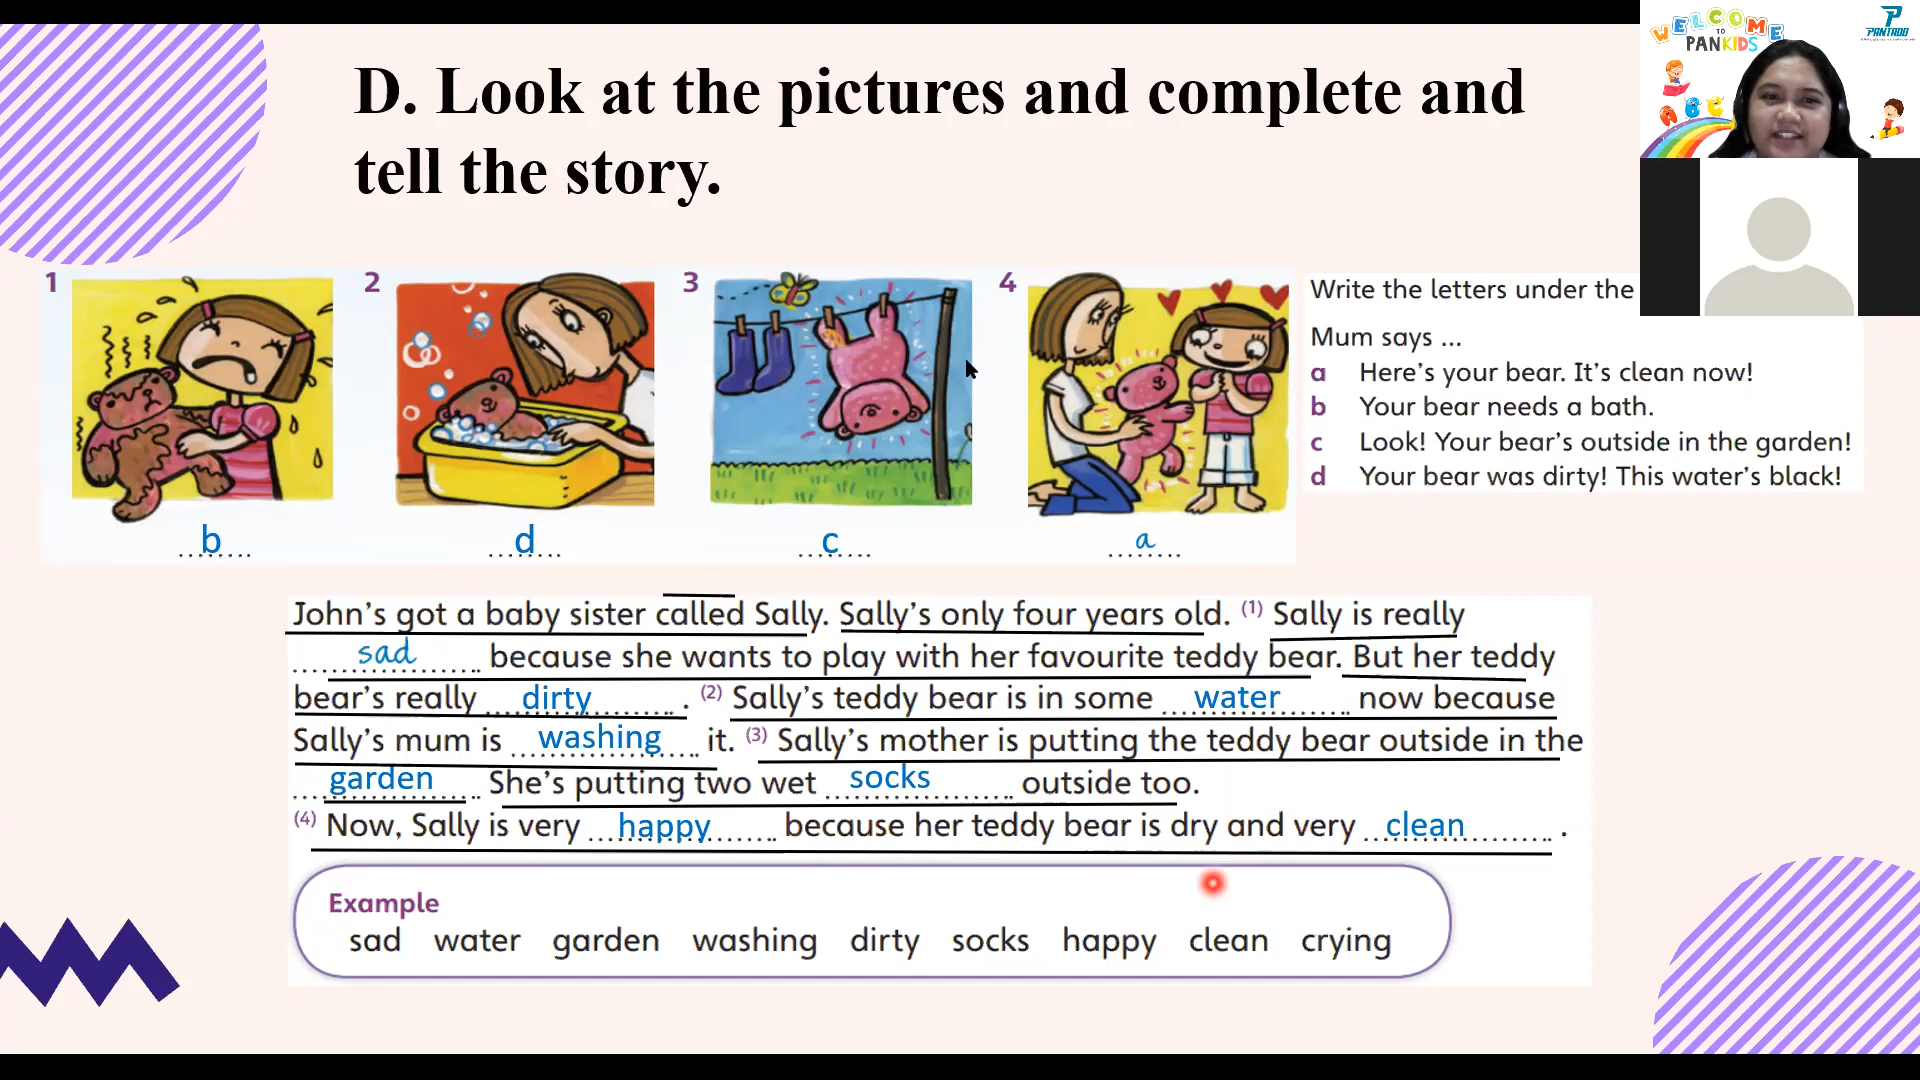 D. Look at the pictures and complete and
tell the story.
WELCOME
TO
PANKIDS
PANTADO
A B C
1
2
3
4
b
d
c
a
Write the letters under the
Mum says ...
a Here's your bear. It's clean now!
b Your bear needs a bath.
c Look! Your bear's outside in the garden!
d Your bear was dirty! This water's black!
John's got a baby sister called Sally. Sally's only four years old. (1) Sally is really
sad because she wants to play with her favourite teddy bear. But her teddy
bear's really dirty. (2) Sally's teddy bear is in some water now because
Sally's mum is washing it. (3) Sally's mother is putting the teddy bear outside in the
garden She's putting two wet socks outside too.
(4) Now, Sally is very happy because her teddy bear is dry and very clean.
Example
sad water garden washing dirty socks happy clean crying